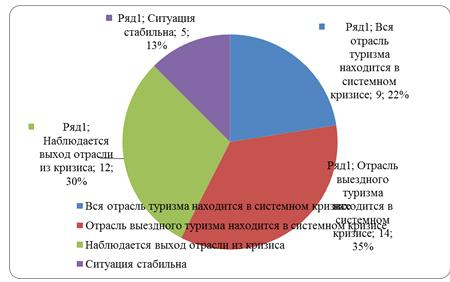 Ряд1; Ситуация
стабильна; 5;
13%
Ряд1; Вся
отрасль
туризма
находится в
системном
кризисе; 9; 22%
Ряд1;
Наблюдается
выход отрасли
из кризиса; 12;
30%
Ряд1; Отрасль
выездного
туризма
находится в
системном
кризисе; 14;
35%
Вся отрасль туризма находится в системном кризисе
Отрасль выездного туризма находится в системном кризисе
Наблюдается выход отрасли из кризиса
Ситуация стабильна